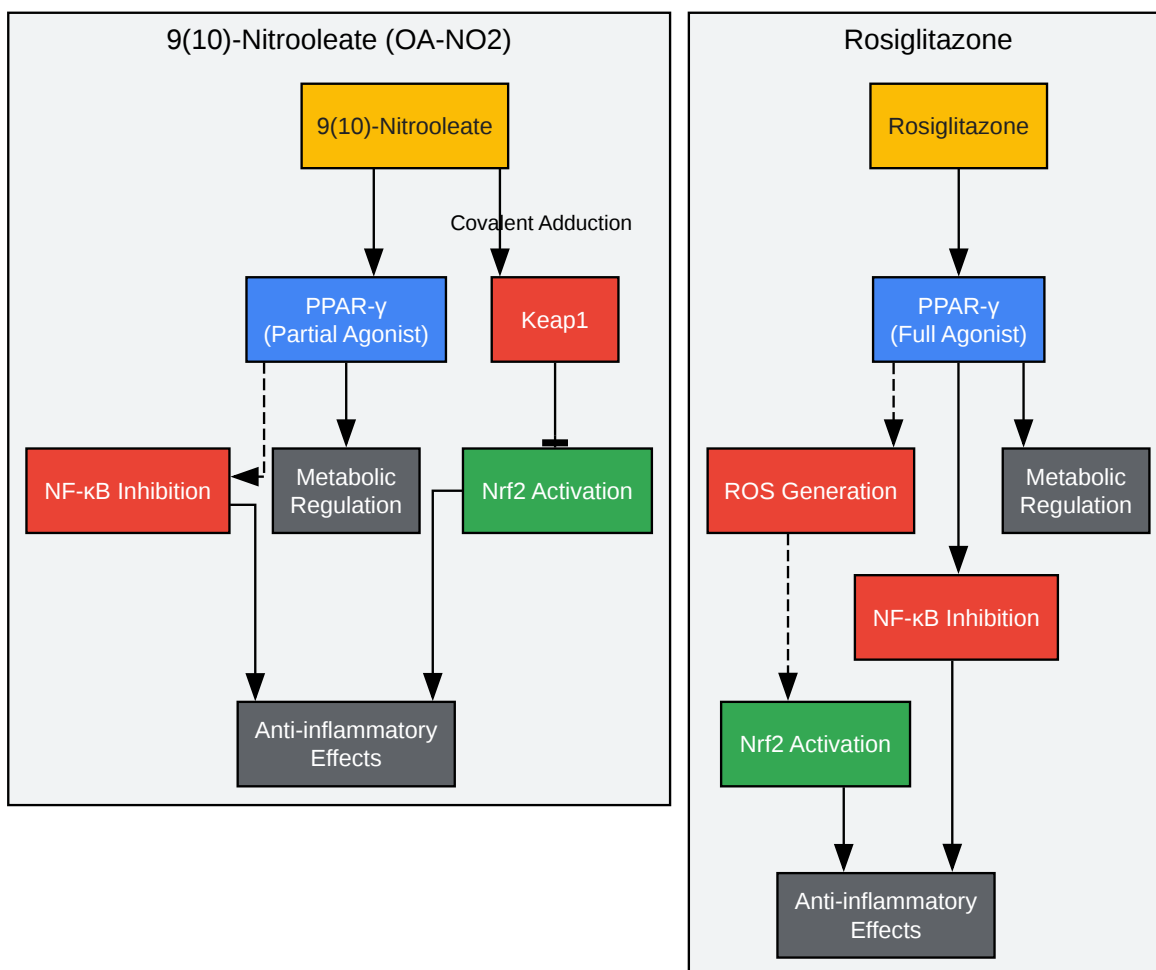 9(10)-Nitrooleate (OA-NO2)
9(10)-Nitrooleate
Covalent Adduction
PPAR-γ
(Partial Agonist)
Keap1
NF-κB Inhibition
Metabolic
Regulation
Nrf2 Activation
Anti-inflammatory
Effects
Rosiglitazone
Rosiglitazone
PPAR-γ
(Full Agonist)
ROS Generation
Metabolic
Regulation
NF-κB Inhibition
Nrf2 Activation
Anti-inflammatory
Effects